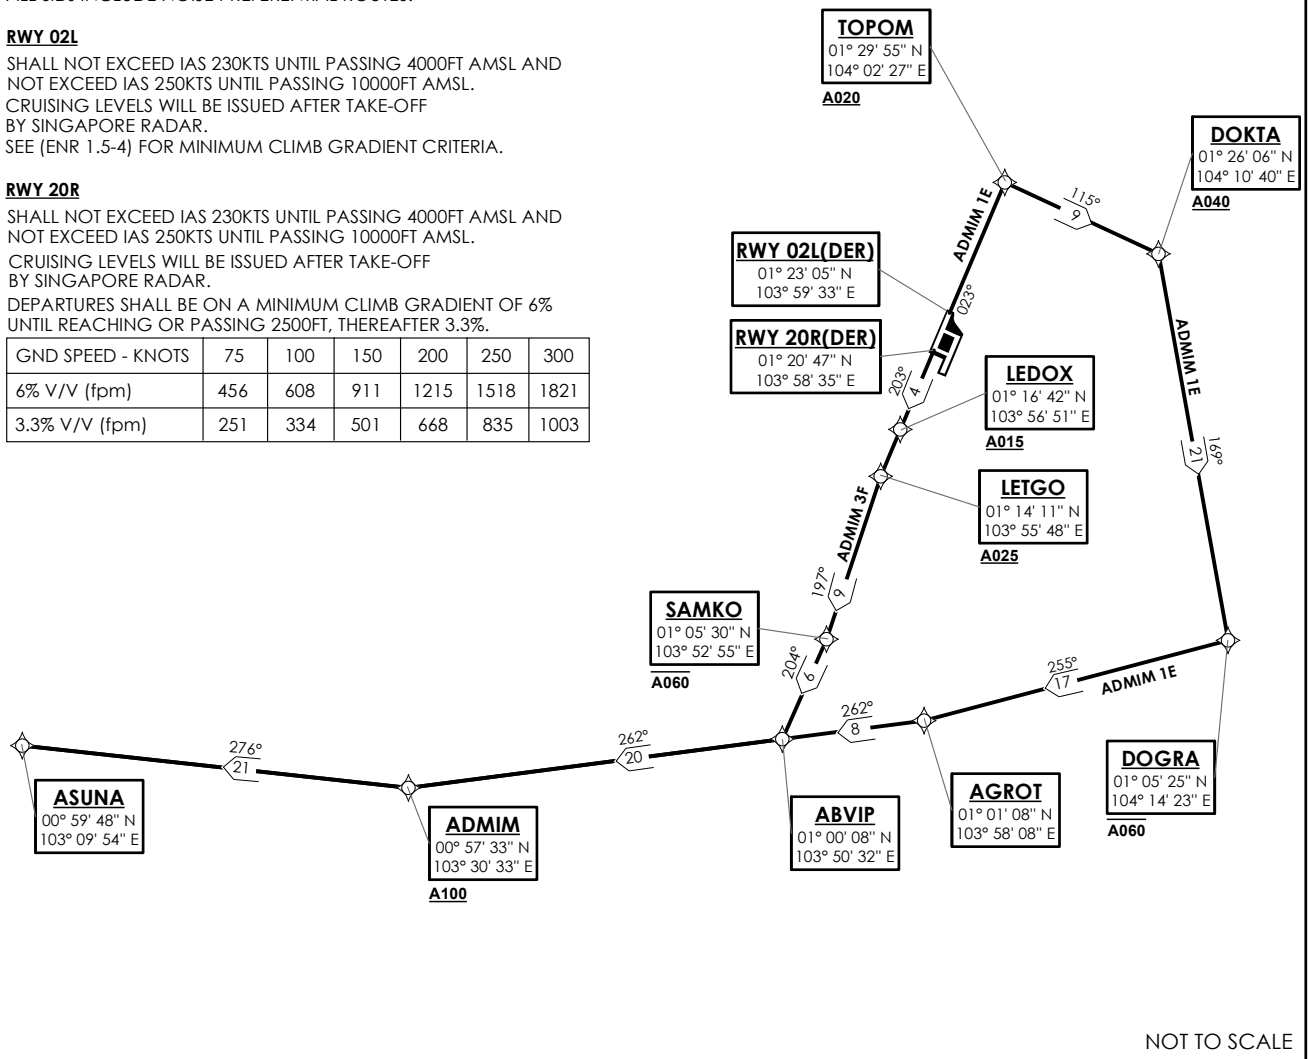 RWY 02L
SHALL NOT EXCEED IAS 230KTS UNTIL PASSING 4000FT AMSL AND
NOT EXCEED IAS 250KTS UNTIL PASSING 10000FT AMSL.
CRUISING LEVELS WILL BE ISSUED AFTER TAKE-OFF
BY SINGAPORE RADAR.
SEE (ENR 1.5-4) FOR MINIMUM CLIMB GRADIENT CRITERIA.
RWY 20R
SHALL NOT EXCEED IAS 230KTS UNTIL PASSING 4000FT AMSL AND
NOT EXCEED IAS 250KTS UNTIL PASSING 10000FT AMSL.
CRUISING LEVELS WILL BE ISSUED AFTER TAKE-OFF
BY SINGAPORE RADAR.
DEPARTURES SHALL BE ON A MINIMUM CLIMB GRADIENT OF 6%
UNTIL REACHING OR PASSING 2500FT, THEREAFTER 3.3%.
GND SPEED - KNOTS 75 100 150 200 250 300
6% V/V (fpm) 456 608 911 1215 1518 1821
3.3% V/V (fpm) 251 334 501 668 835 1003
TOPOM
01° 29' 55" N
104° 02' 27" E
A020
DOKTA
01° 26' 06" N
104° 10' 40" E
A040
115°
9
ADMIM 1E
RWY 02L(DER)
01° 23' 05" N
103° 59' 33" E
023°
RWY 20R(DER)
01° 20' 47" N
103° 58' 35" E
203°
4
ADMIM 1E
LEDOX
01° 16' 42" N
103° 56' 51" E
A015
169°
21
LETGO
01° 14' 11" N
103° 55' 48" E
A025
ADMIM 3F
197°
9
SAMKO
01° 05' 30" N
103° 52' 55" E
A060
204°
6
255°
17
ADMIM 1E
262°
8
262°
20
276°
21
DOGRA
01° 05' 25" N
104° 14' 23" E
A060
AGROT
01° 01' 08" N
103° 58' 08" E
ABVIP
01° 00' 08" N
103° 50' 32" E
ADMIM
00° 57' 33" N
103° 30' 33" E
A100
ASUNA
00° 59' 48" N
103° 09' 54" E
NOT TO SCALE